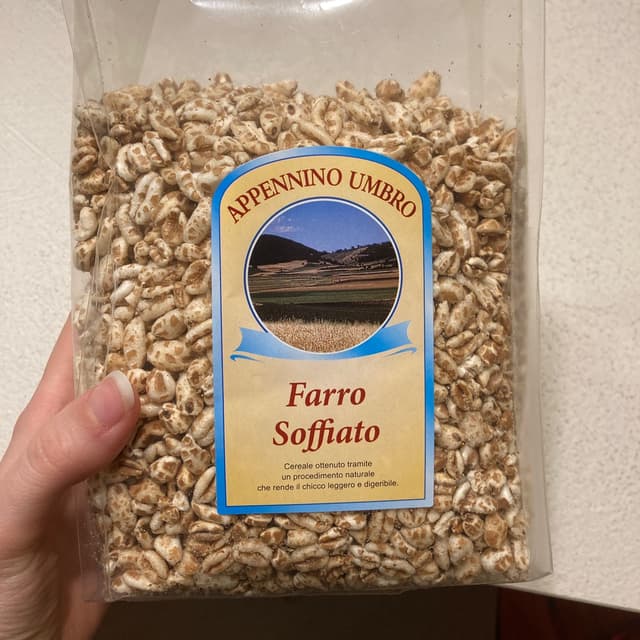 APPENNINO UMBRO
Farro
Soffiato
Cereale ottenuto tramite
un procedimento naturale
che rende il chicco leggero e digeribile.